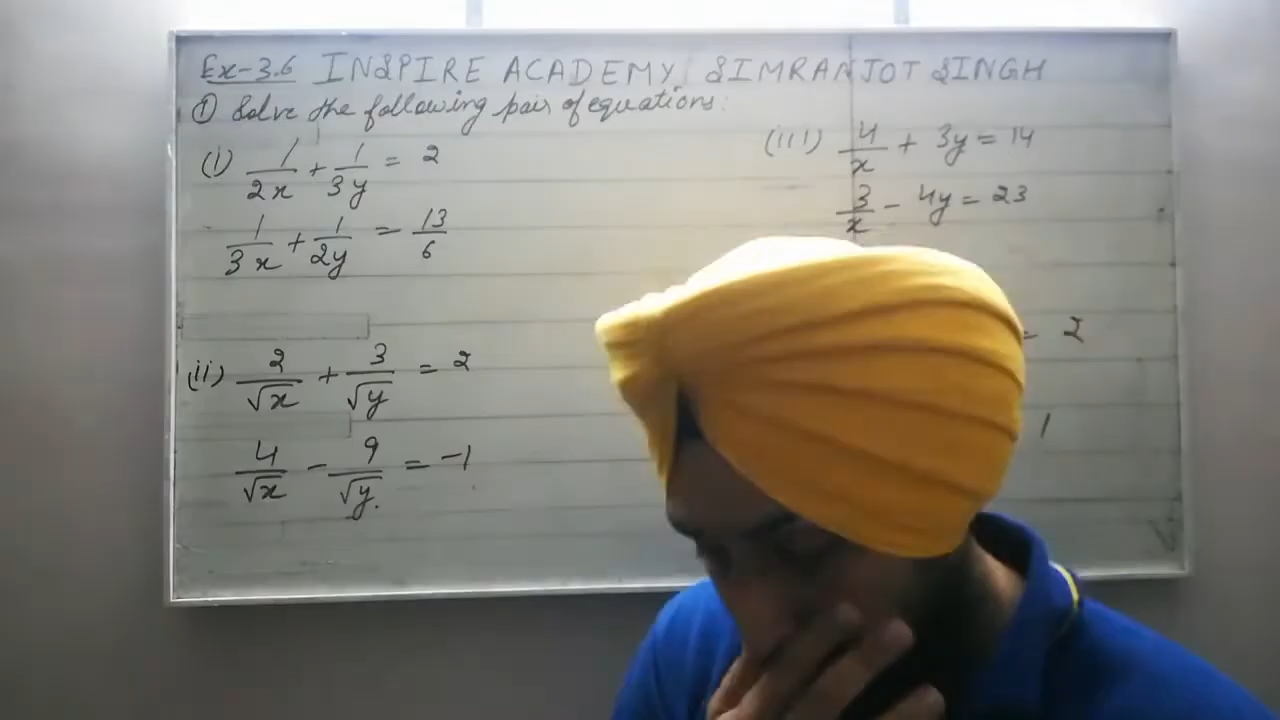 Ex-3.6 INSPIRE ACADEMY SIMRANJOT SINGH
① Solve the following pair of equations:
(i) 1/2x + 1/3y = 2
1/3x + 1/2y = 13/6
(ii) 2/√x + 3/√y = 2
4/√x - 9/√y = -1
(iii) 4/x + 3y = 14
3/x - 4y = 23
= 2
1